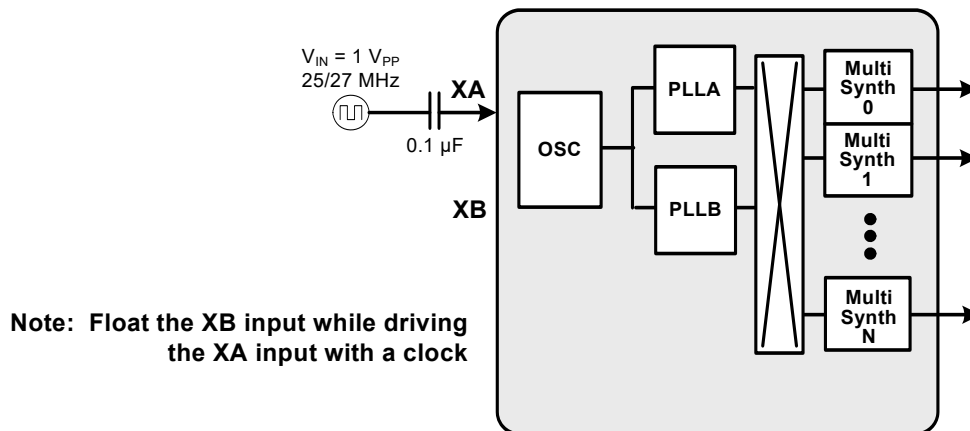 V_IN = 1 V_PP
25/27 MHz
XA
0.1 µF
XB
OSC
PLLA
PLLB
Multi
Synth
0
Multi
Synth
1
Multi
Synth
N
Note: Float the XB input while driving
the XA input with a clock